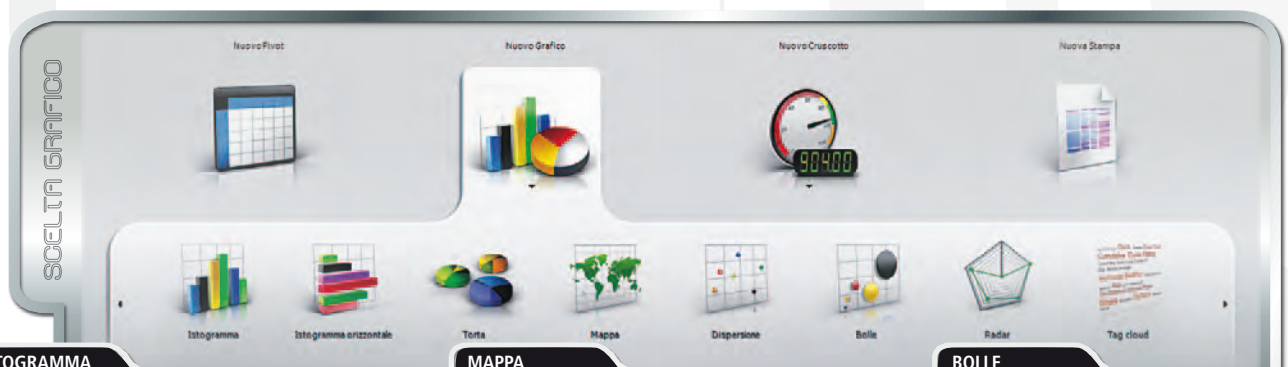 SCELTA GRAFICO
Nuovo Pivot
Nuovo Grafico
Nuovo Cruscotto
Nuova Stampa
904.00
Istogramma
Istogramma orizzontale
Torta
Mappa
Dispersione
Bolle
Radar
Tag cloud
TOGRAMMA
MAPPA
BOLLE